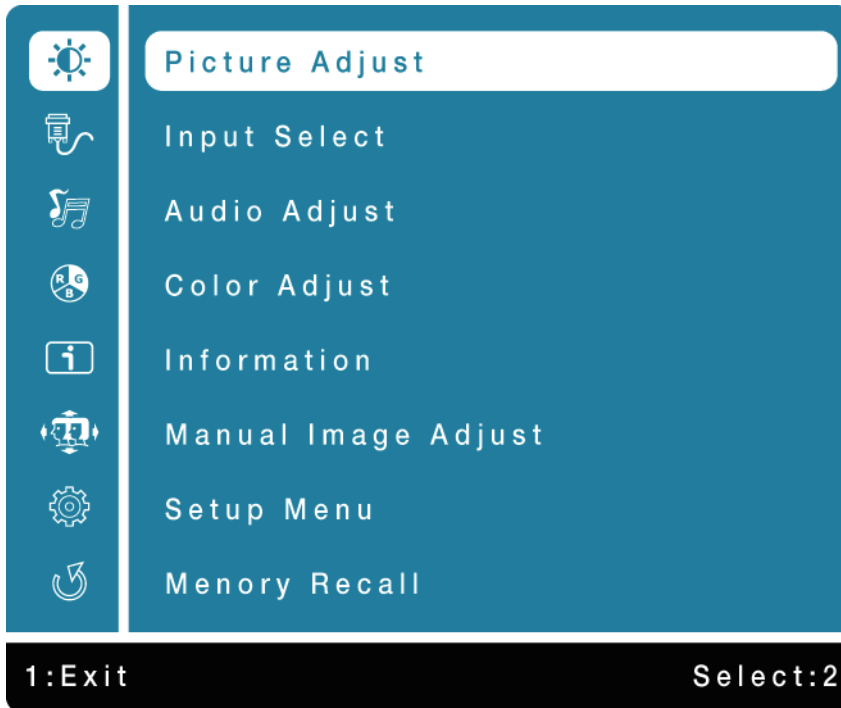 Picture Adjust
Input Select
Audio Adjust
R G
B Color Adjust
i Information
Manual Image Adjust
Setup Menu
Menory Recall
1:Exit Select:2